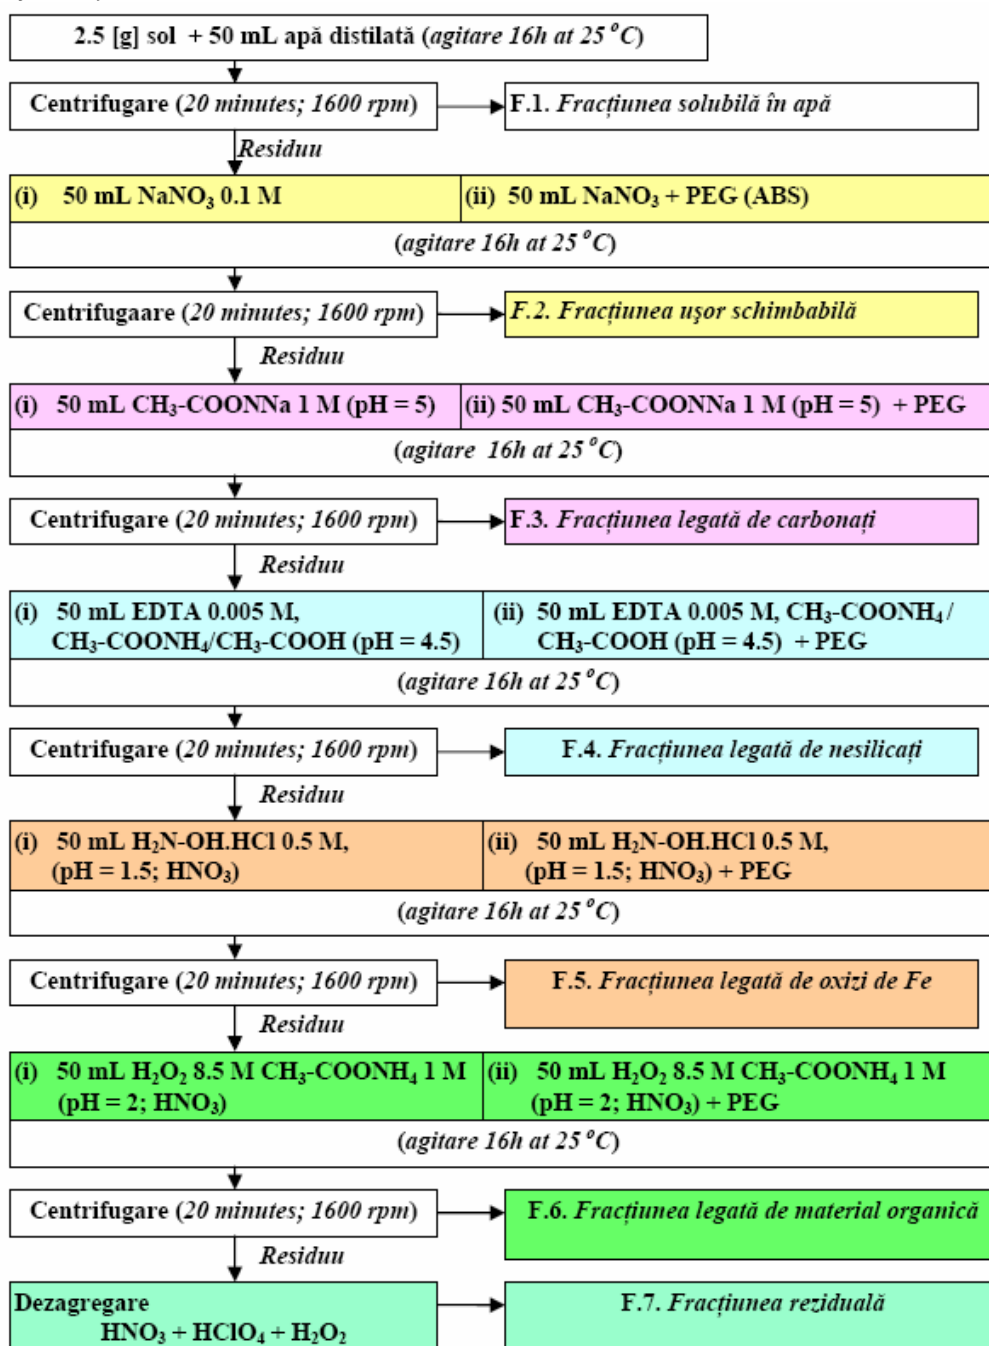 2.5 [g] sol + 50 mL apă distilată (agitare 16h at 25 °C)
Centrifugare (20 minutes; 1600 rpm)
F.1. Fracțiunea solubilă în apă
Residuu
(i) 50 mL NaNO₃ 0.1 M
(ii) 50 mL NaNO₃ + PEG (ABS)
(agitare 16h at 25 °C)
Centrifugaare (20 minutes; 1600 rpm)
F.2. Fracțiunea uşor schimbabilă
Residuu
(i) 50 mL CH₃-COONNa 1 M (pH = 5)
(ii) 50 mL CH₃-COONNa 1 M (pH = 5) + PEG
(agitare 16h at 25 °C)
Centrifugare (20 minutes; 1600 rpm)
F.3. Fracțiunea legată de carbonați
Residuu
(i) 50 mL EDTA 0.005 M,
CH₃-COONH₄/CH₃-COOH (pH = 4.5)
(ii) 50 mL EDTA 0.005 M, CH₃-COONH₄/
CH₃-COOH (pH = 4.5) + PEG
(agitare 16h at 25 °C)
Centrifugare (20 minutes; 1600 rpm)
F.4. Fracțiunea legată de nesilicați
Residuu
(i) 50 mL H₂N-OH.HCl 0.5 M,
(pH = 1.5; HNO₃)
(ii) 50 mL H₂N-OH.HCl 0.5 M,
(pH = 1.5; HNO₃) + PEG
(agitare 16h at 25 °C)
Centrifugare (20 minutes; 1600 rpm)
F.5. Fracțiunea legată de oxizi de Fe
Residuu
(i) 50 mL H₂O₂ 8.5 M CH₃-COONH₄ 1 M
(pH = 2; HNO₃)
(ii) 50 mL H₂O₂ 8.5 M CH₃-COONH₄ 1 M
(pH = 2; HNO₃) + PEG
(agitare 16h at 25 °C)
Centrifugare (20 minutes; 1600 rpm)
F.6. Fracțiunea legată de material organică
Residuu
Dezagregare
HNO₃ + HClO₄ + H₂O₂
F.7. Fracțiunea reziduală